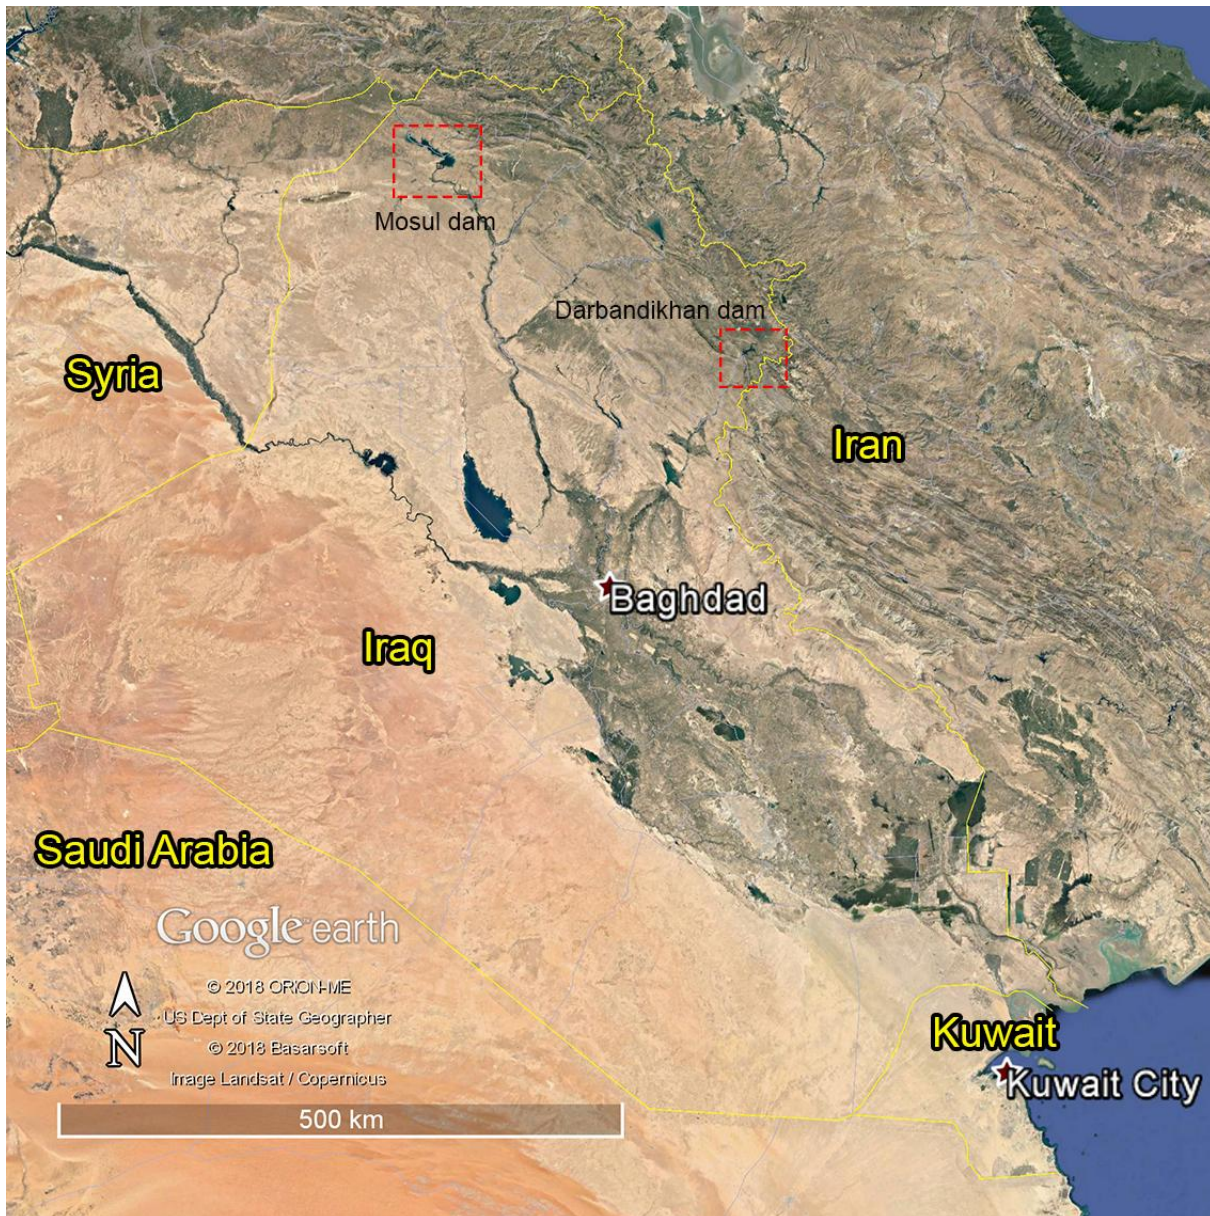 Mosul dam
Darbandikhan dam
Syria
Iran
Baghdad
Iraq
Saudi Arabia
Google earth
© 2018 ORION-ME
US Dept of State Geographer
© 2018 Basarsoft
Image Landsat / Copernicus
N
Kuwait
Kuwait City
500 km